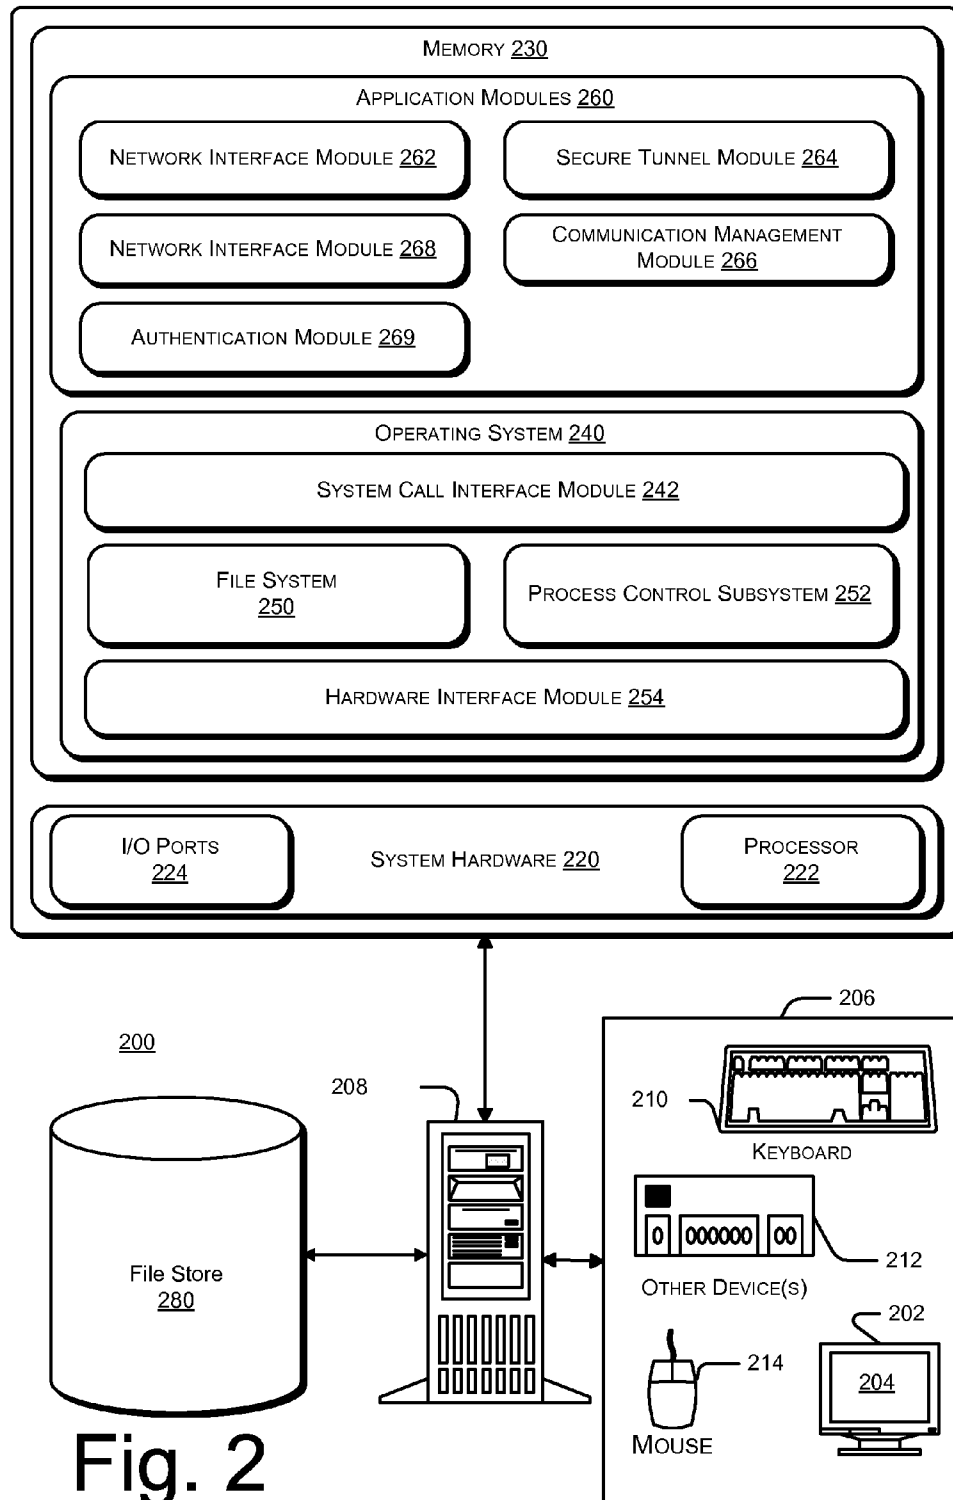 MEMORY 230
APPLICATION MODULES 260
NETWORK INTERFACE MODULE 262
SECURE TUNNEL MODULE 264
NETWORK INTERFACE MODULE 268
COMMUNICATION MANAGEMENT
MODULE 266
AUTHENTICATION MODULE 269
OPERATING SYSTEM 240
SYSTEM CALL INTERFACE MODULE 242
FILE SYSTEM
250
PROCESS CONTROL SUBSYSTEM 252
HARDWARE INTERFACE MODULE 254
I/O PORTS
224
SYSTEM HARDWARE 220
PROCESSOR
222
206
200
208
210
KEYBOARD
File Store
280
212
OTHER DEVICE(S)
202
214
204
MOUSE
Fig. 2